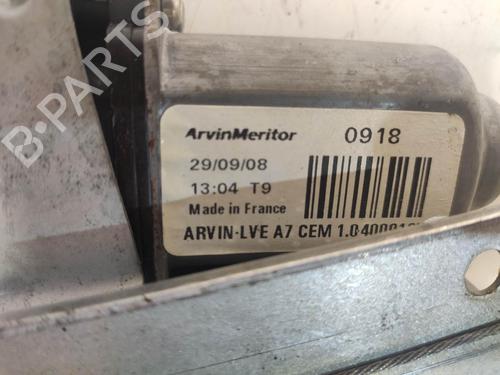 B-PARTS
ArvinMeritor 0918
29/09/08
13:04 T9
Made in France
ARVIN-LVE A7 CEM